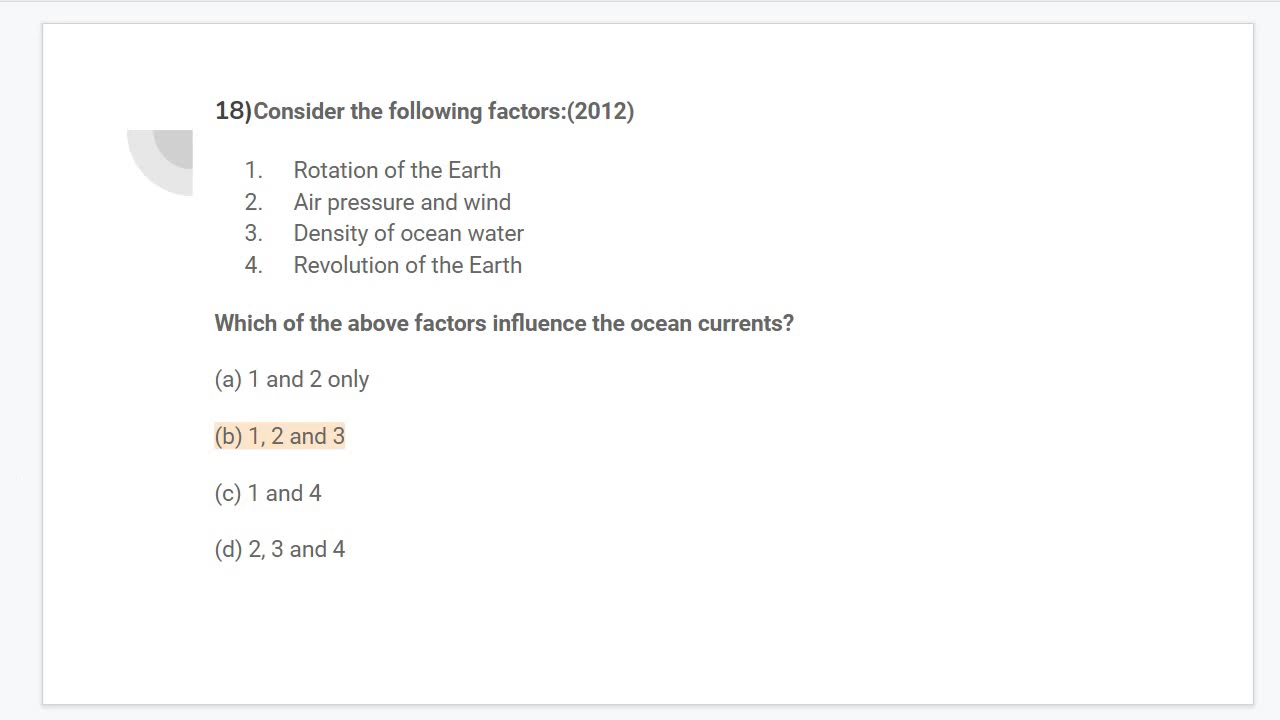 18)Consider the following factors:(2012)
1. Rotation of the Earth
2. Air pressure and wind
3. Density of ocean water
4. Revolution of the Earth
Which of the above factors influence the ocean currents?
(a) 1 and 2 only
(b) 1, 2 and 3
(c) 1 and 4
(d) 2, 3 and 4